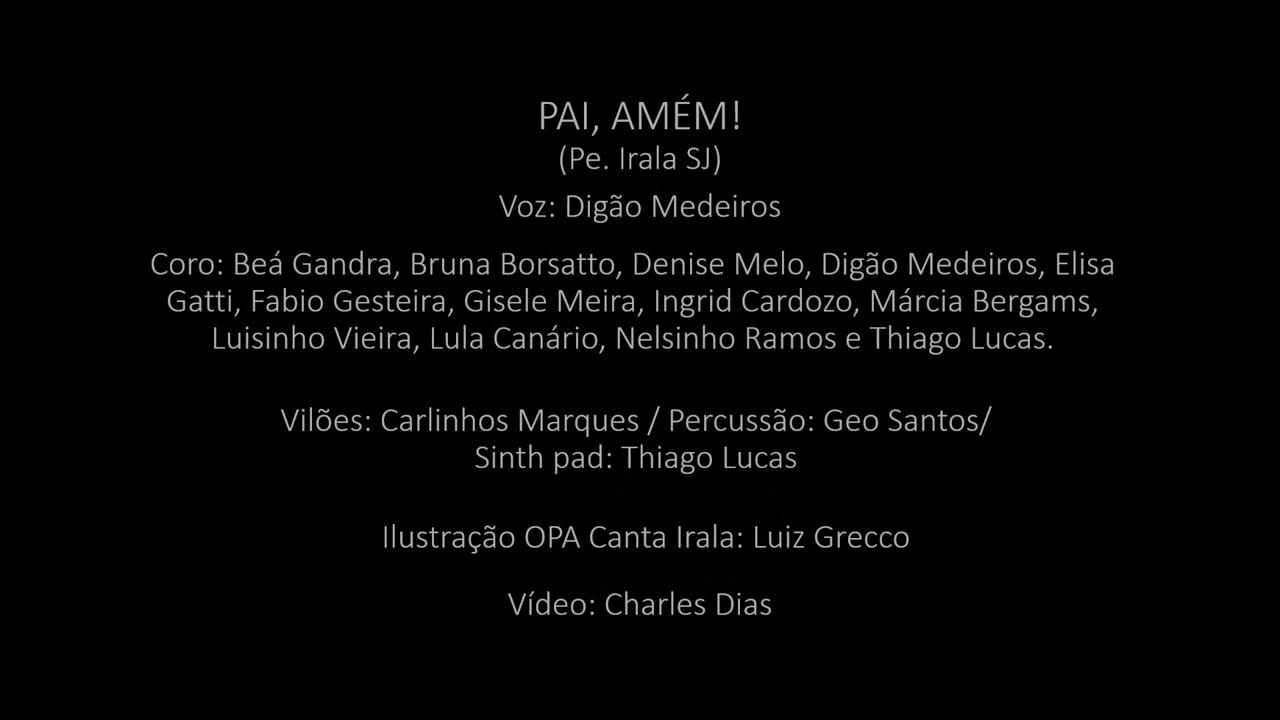 PAI, AMÉM!
(Pe. Irala SJ)
Voz: Digão Medeiros
Coro: Beá Gandra, Bruna Borsatto, Denise Melo, Digão Medeiros, Elisa
Gatti, Fabio Gesteira, Gisele Meira, Ingrid Cardozo, Márcia Bergams,
Luisinho Vieira, Lula Canário, Nelsinho Ramos e Thiago Lucas.
Vilões: Carlinhos Marques / Percussão: Geo Santos/
Sinth pad: Thiago Lucas
Ilustração OPA Canta Irala: Luiz Grecco
Vídeo: Charles Dias